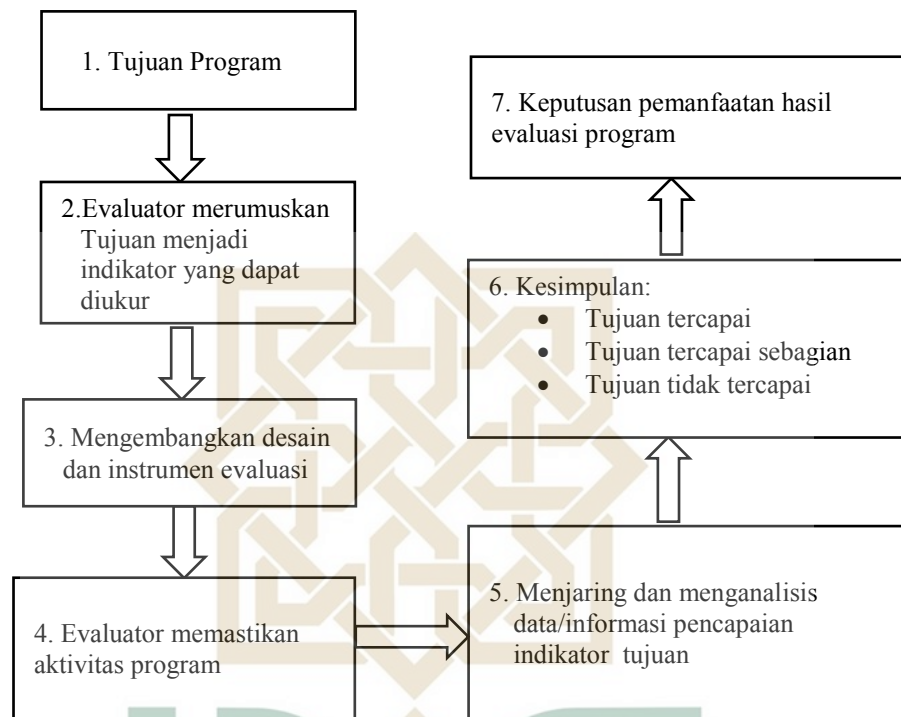 1. Tujuan Program
2.Evaluator merumuskan
Tujuan menjadi
indikator yang dapat
diukur
3. Mengembangkan desain
dan instrumen evaluasi
4. Evaluator memastikan
aktivitas program
5. Menjaring dan menganalisis
data/informasi pencapaian
indikator tujuan
6. Kesimpulan:
• Tujuan tercapai
• Tujuan tercapai sebagian
• Tujuan tidak tercapai
7. Keputusan pemanfaatan hasil
evaluasi program